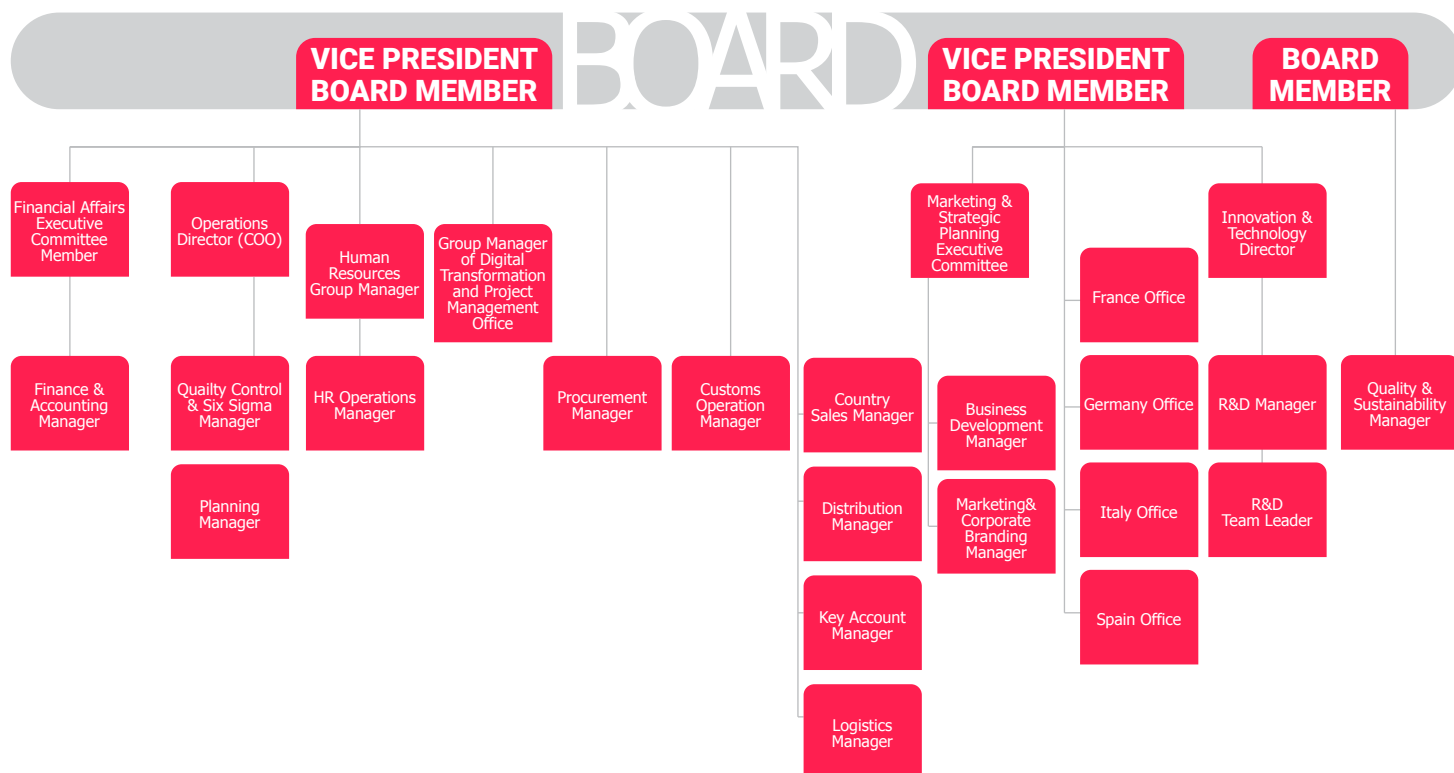 BOARD
VICE PRESIDENT
BOARD MEMBER
VICE PRESIDENT
BOARD MEMBER
BOARD
MEMBER
Financial Affairs
Executive
Committee
Member
Operations
Director (COO)
Human
Resources
Group Manager
Group Manager
of Digital
Transformation
and Project
Management
Office
Marketing &
Strategic
Planning
Executive
Committee
Innovation &
Technology
Director
France Office
Finance &
Accounting
Manager
Quailty Control
& Six Sigma
Manager
HR Operations
Manager
Procurement
Manager
Customs
Operation
Manager
Country
Sales Manager
Business
Development
Manager
Germany Office
R&D Manager
Quality &
Sustainability
Manager
Planning
Manager
Distribution
Manager
Marketing&
Corporate
Branding
Manager
Italy Office
R&D
Team Leader
Key Account
Manager
Spain Office
Logistics
Manager